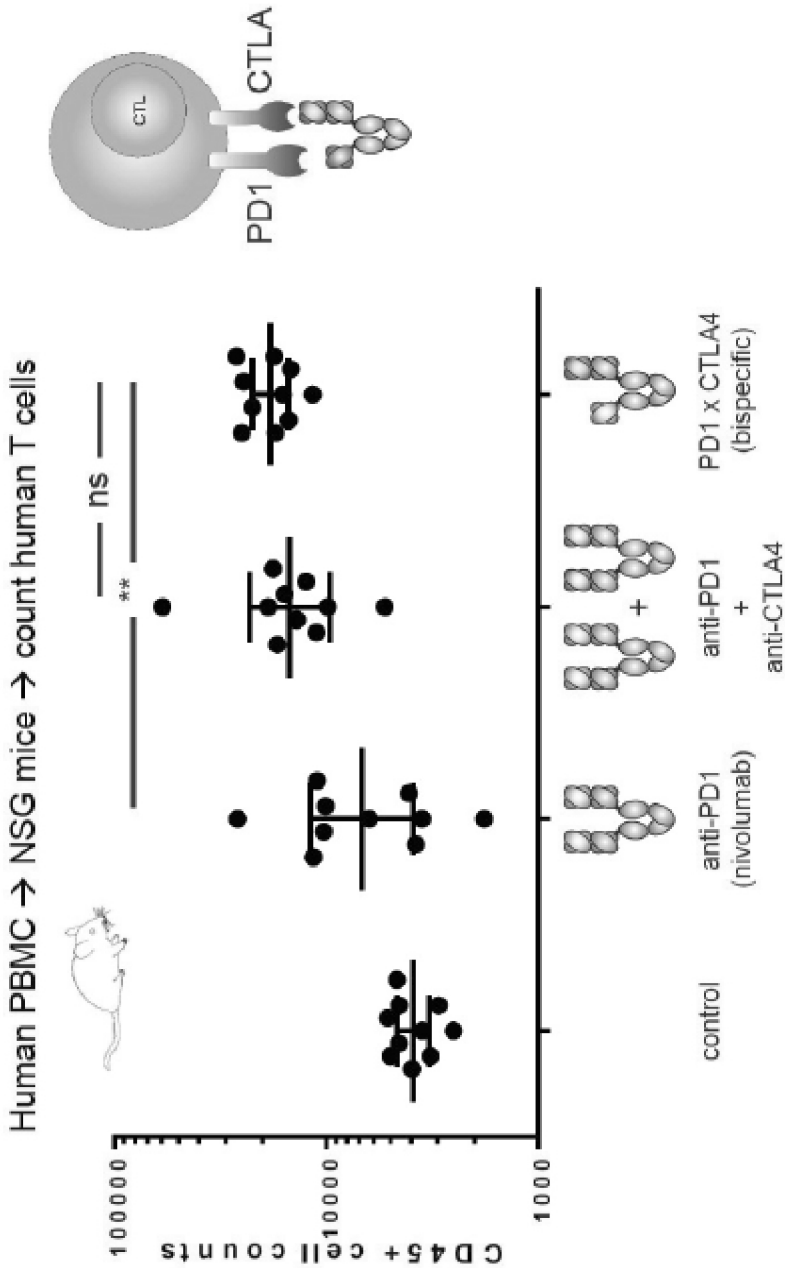 Human PBMC → NSG mice → count human T cells
CTL
PD1
CTLA
ns
**
CD45+ cell counts
100000
10000
1000
control
anti-PD1
(nivolumab)
anti-PD1
+
anti-CTLA4
+
PD1 x CTLA4
(bispecific)